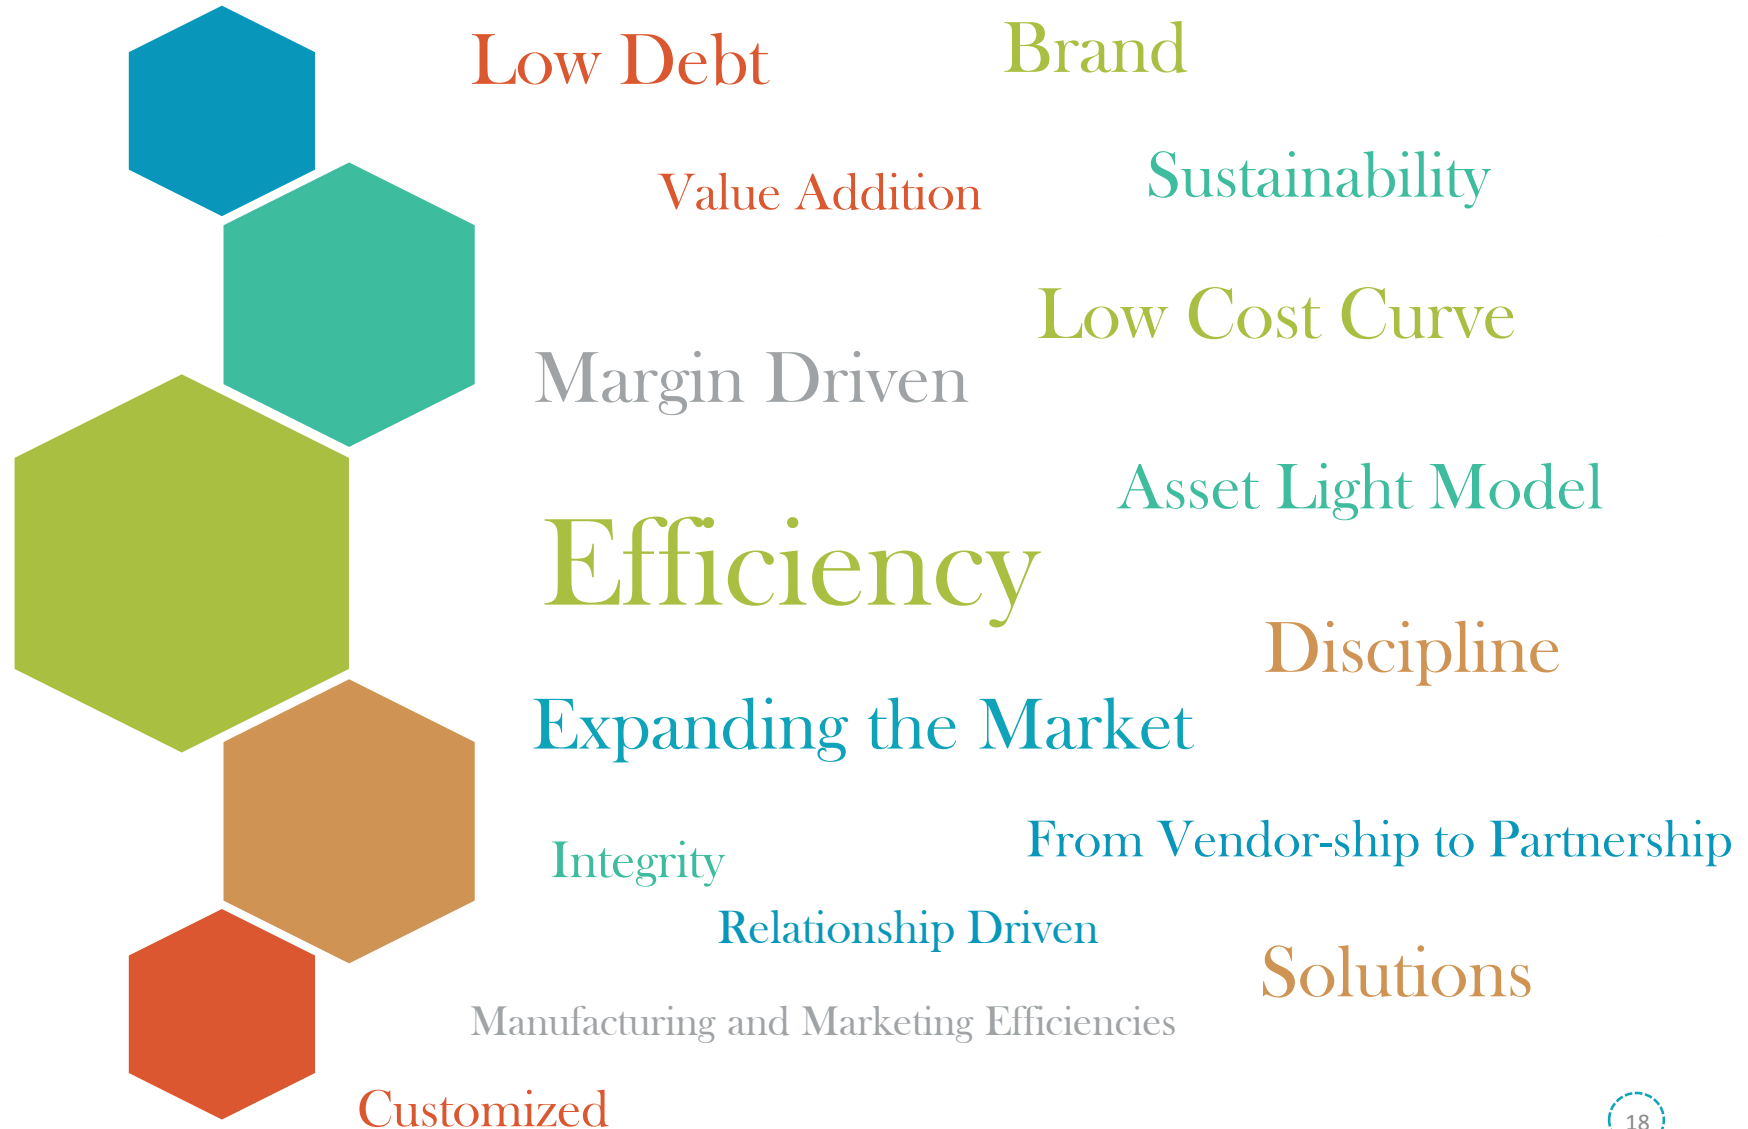 Low Debt
Brand
Value Addition
Sustainability
Low Cost Curve
Margin Driven
Asset Light Model
Efficiency
Discipline
Expanding the Market
From Vendor-ship to Partnership
Integrity
Relationship Driven
Solutions
Manufacturing and Marketing Efficiencies
Customized
18